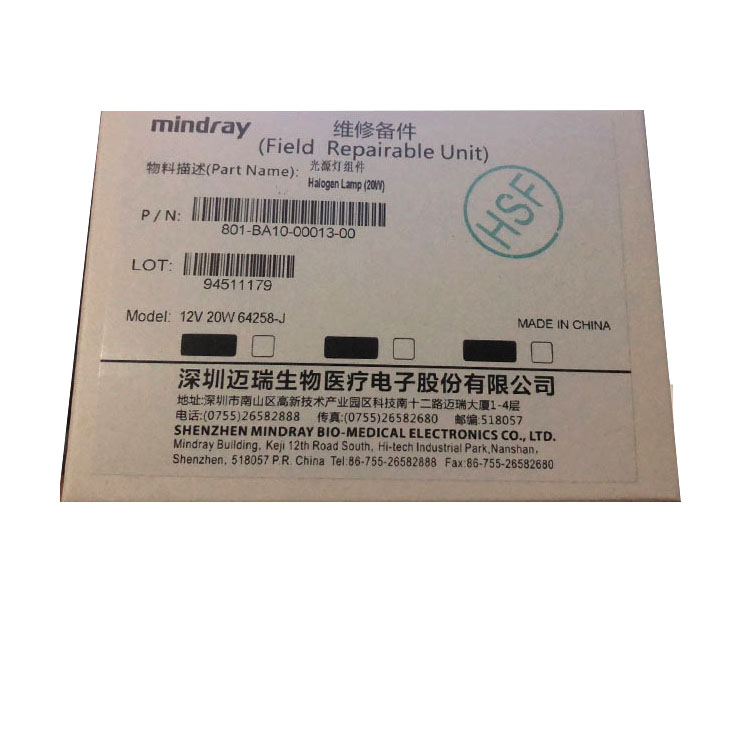 mindray
维修备件
(Field Repairable Unit)
物料描述(Part Name): 光源灯组件
Halogen Lamp (20W)
HSF
P / N:
801-BA10-00013-00
LOT:
94511179
Model: 12V 20W 64258-J
MADE IN CHINA
深圳迈瑞生物医疗电子股份有限公司
地址:深圳市南山区高新技术产业园区科技南十二路迈瑞大厦1-4层
电话:(0755)26582888 传真:(0755)26582680 邮编:518057
SHENZHEN MINDRAY BIO-MEDICAL ELECTRONICS CO., LTD.
Mindray Building, Keji 12th Road South, Hi-tech Industrial Park,Nanshan,
Shenzhen, 518057 P.R. China Tel:86-755-26582888 Fax:86-755-26582680